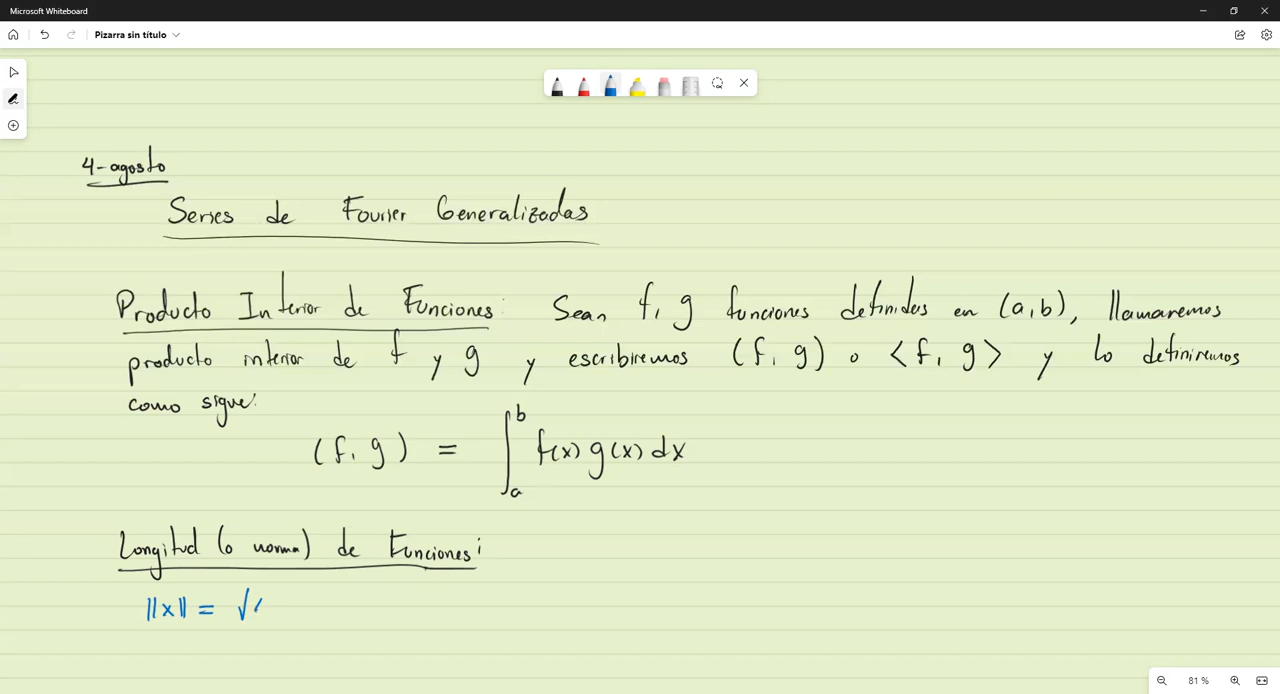 Microsoft Whiteboard
Pizarra sin título
4-agosto
Series de Fourier Generalizadas
Producto Interior de Funciones: Sean f, g funciones definidas en (a,b), llamaremos
producto interior de f y g y escribiremos (f, g) o <f, g> y lo definiremos
como sigue:
(f, g) = ∫_a^b f(x) g(x) dx
Longitud (o norma) de Funciones:
||x|| = √(
81 %